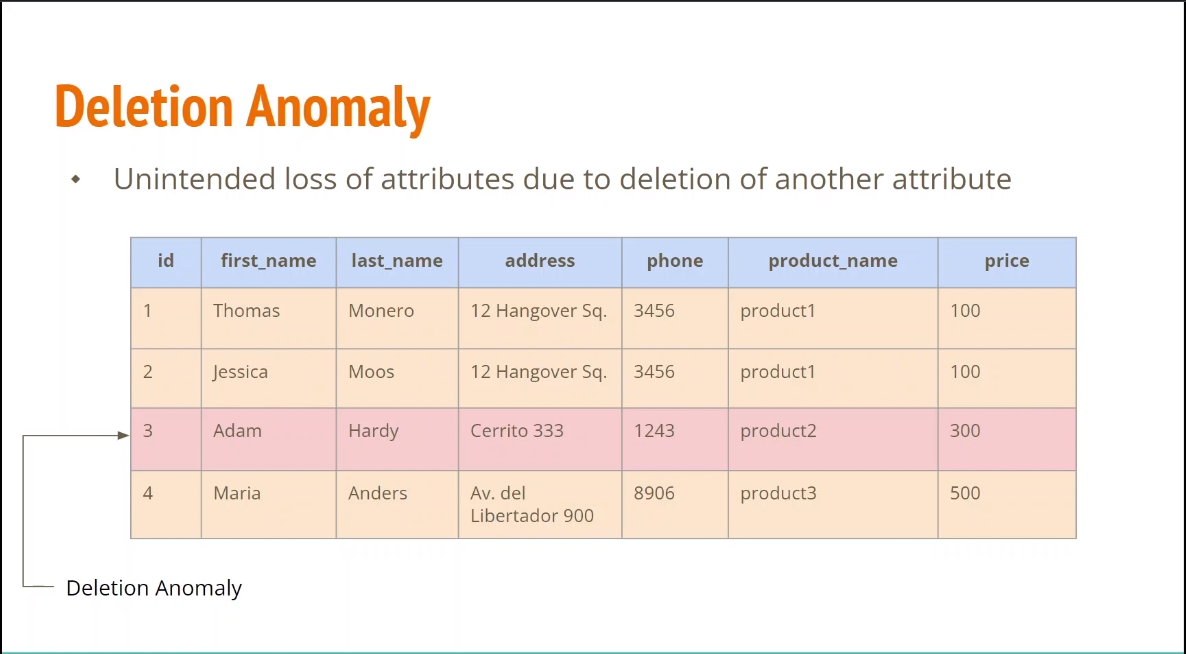 Deletion Anomaly
Unintended loss of attributes due to deletion of another attribute
id first_name last_name address phone product_name price
1 Thomas Monero 12 Hangover Sq. 3456 product1 100
2 Jessica Moos 12 Hangover Sq. 3456 product1 100
3 Adam Hardy Cerrito 333 1243 product2 300
4 Maria Anders Av. del 8906 product3 500
Libertador 900
Deletion Anomaly